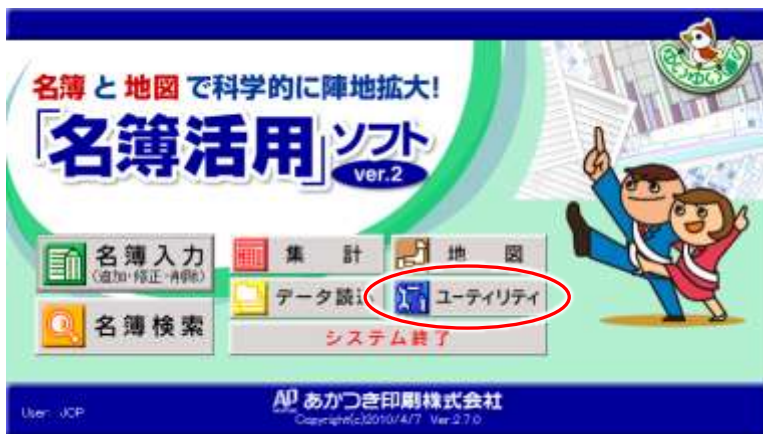 名簿と地図で科学的に陣地拡大!
「名簿活用」ソフト
ver.2
名簿入力
(追加・修正・削除)
集計
地図
データ読込
ユーティリティ
名簿検索
システム終了
User: JCP
AP あかつき印刷株式会社
Copyright(c)2010/4/7 Ver.2.7.0